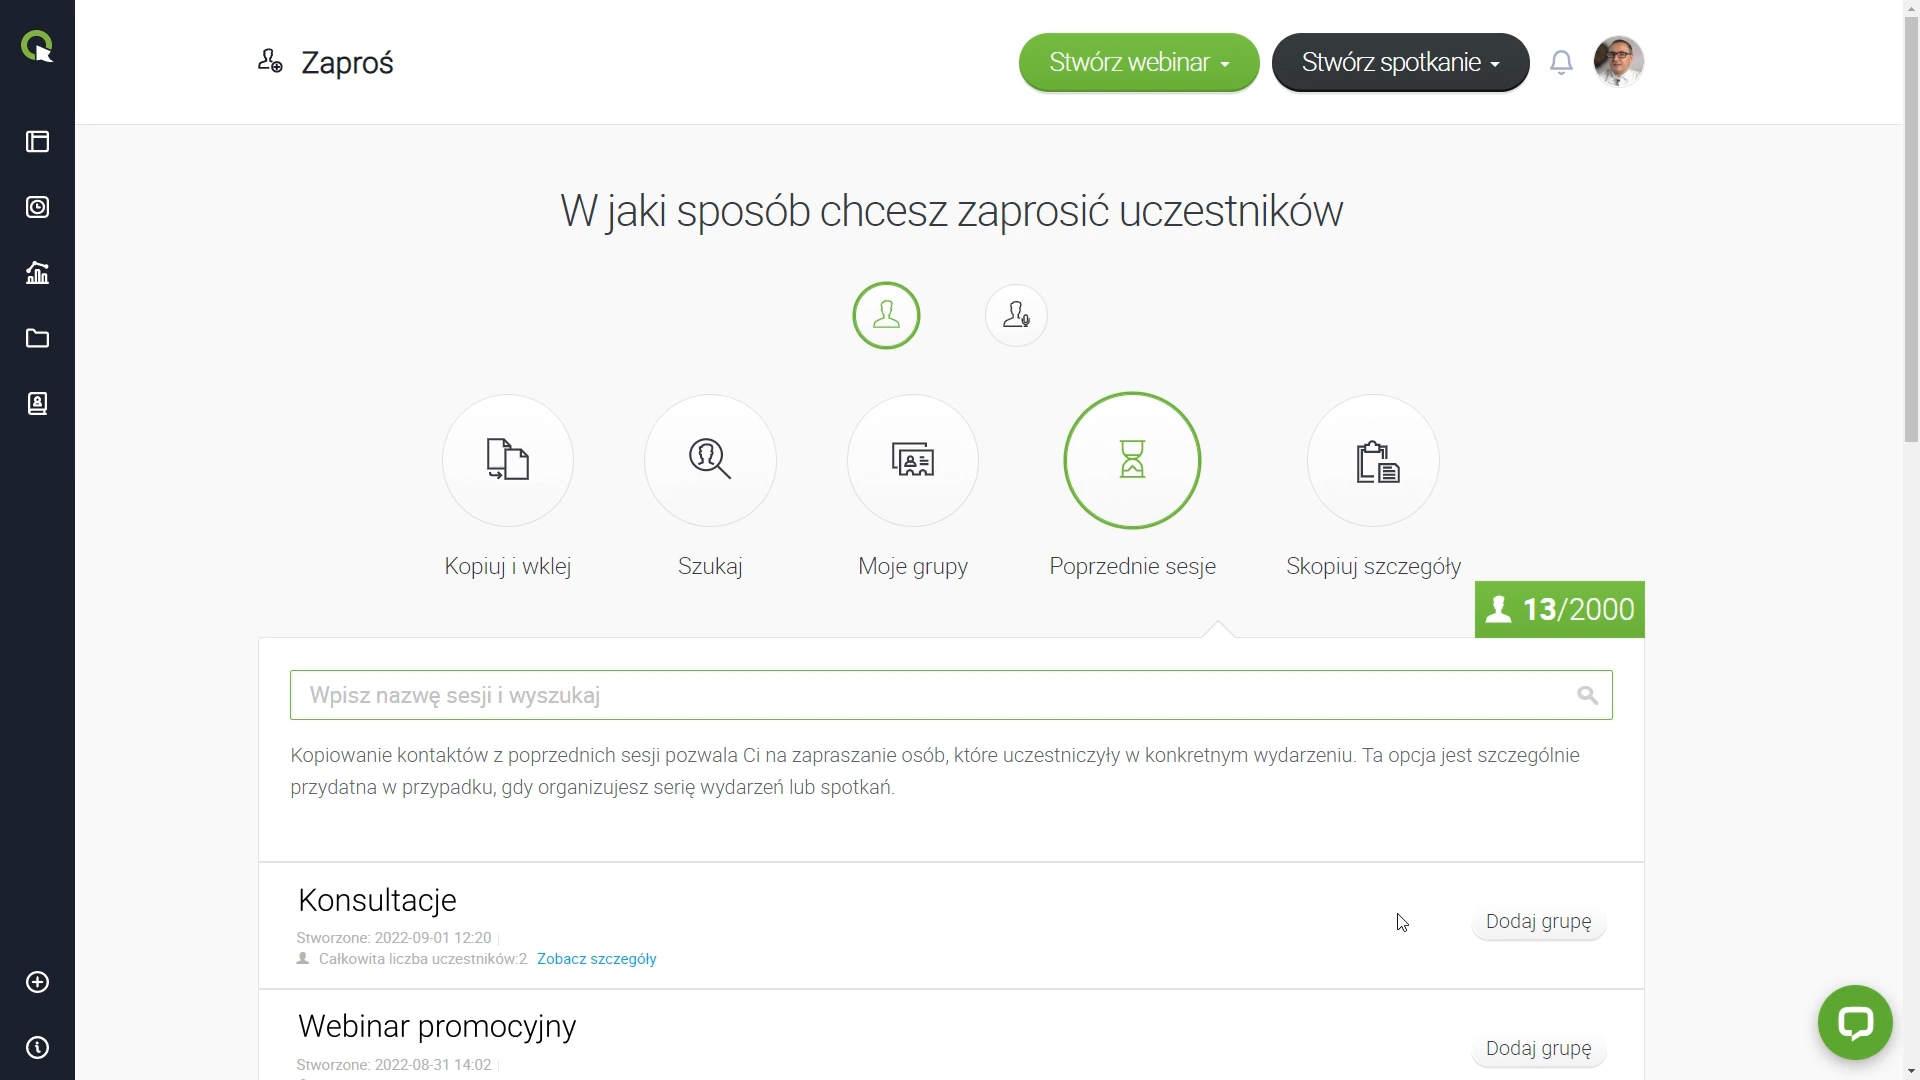 Zaproś
Stwórz webinar
Stwórz spotkanie
W jaki sposób chcesz zaprosić uczestników
Kopiuj i wklej
Szukaj
Moje grupy
Poprzednie sesje
Skopiuj szczegóły
13/2000
Wpisz nazwę sesji i wyszukaj
Kopiowanie kontaktów z poprzednich sesji pozwala Ci na zapraszanie osób, które uczestniczyły w konkretnym wydarzeniu. Ta opcja jest szczególnie
przydatna w przypadku, gdy organizujesz serię wydarzeń lub spotkań.
Konsultacje
Stworzone: 2022-09-01 12:20
Całkowita liczba uczestników:2 Zobacz szczegóły
Dodaj grupę
Webinar promocyjny
Stworzone: 2022-08-31 14:02
Dodaj grupę